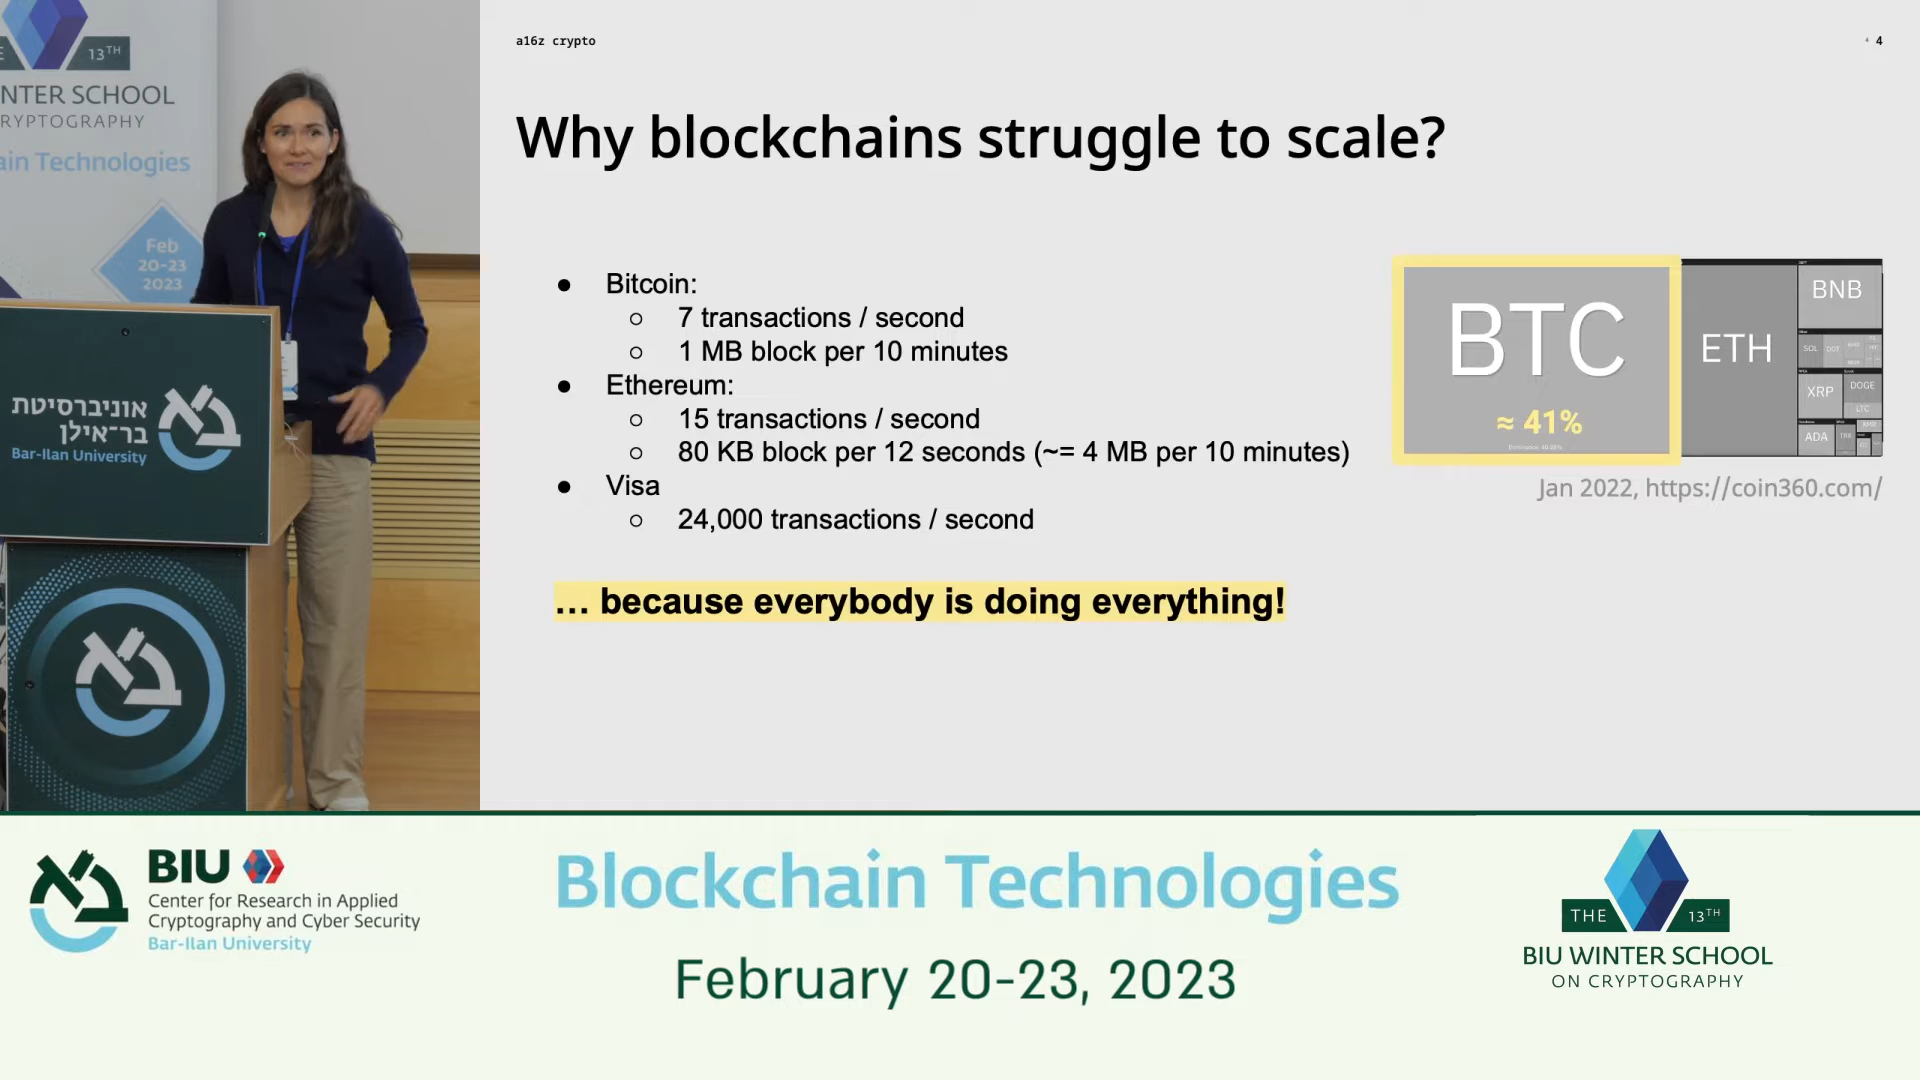 E 13TH
NTER SCHOOL
RYPTOGRAPHY
ain Technologies
Feb
20-23
2023
אוניברסיטת
בר־אילן
Bar-Ilan University
a16z crypto
4
Why blockchains struggle to scale?
● Bitcoin:
○ 7 transactions / second
○ 1 MB block per 10 minutes
● Ethereum:
○ 15 transactions / second
○ 80 KB block per 12 seconds (~= 4 MB per 10 minutes)
● Visa
○ 24,000 transactions / second
… because everybody is doing everything!
BTC
≈ 41%
ETH
BNB
SOL DOT
XRP DOGE
LTC
ADA
Jan 2022, https://coin360.com/
BIU
Center for Research in Applied
Cryptography and Cyber Security
Bar-Ilan University
Blockchain Technologies
February 20-23, 2023
THE 13TH
BIU WINTER SCHOOL
ON CRYPTOGRAPHY